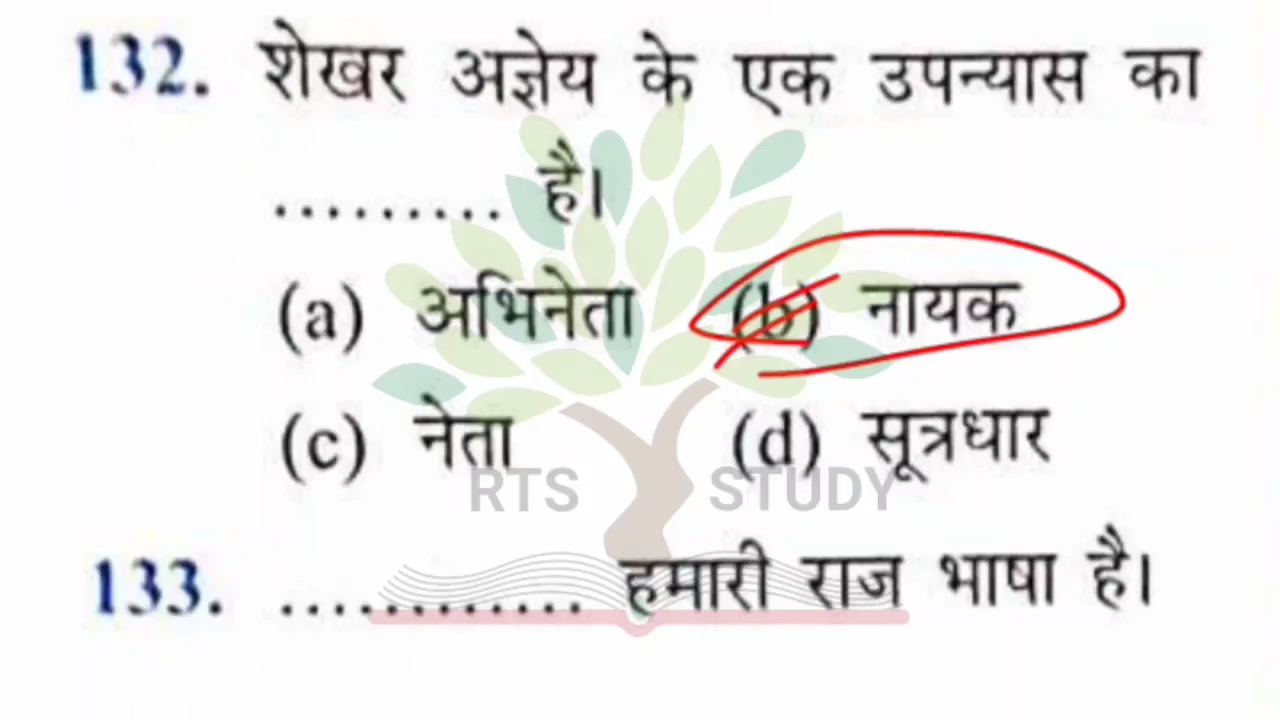 132. शेखर अज्ञेय के एक उपन्यास का
......... है।
(a) अभिनेता (b) नायक
(c) नेता (d) सूत्रधार
RTS STUDY
133. ............ हमारी राज भाषा है।